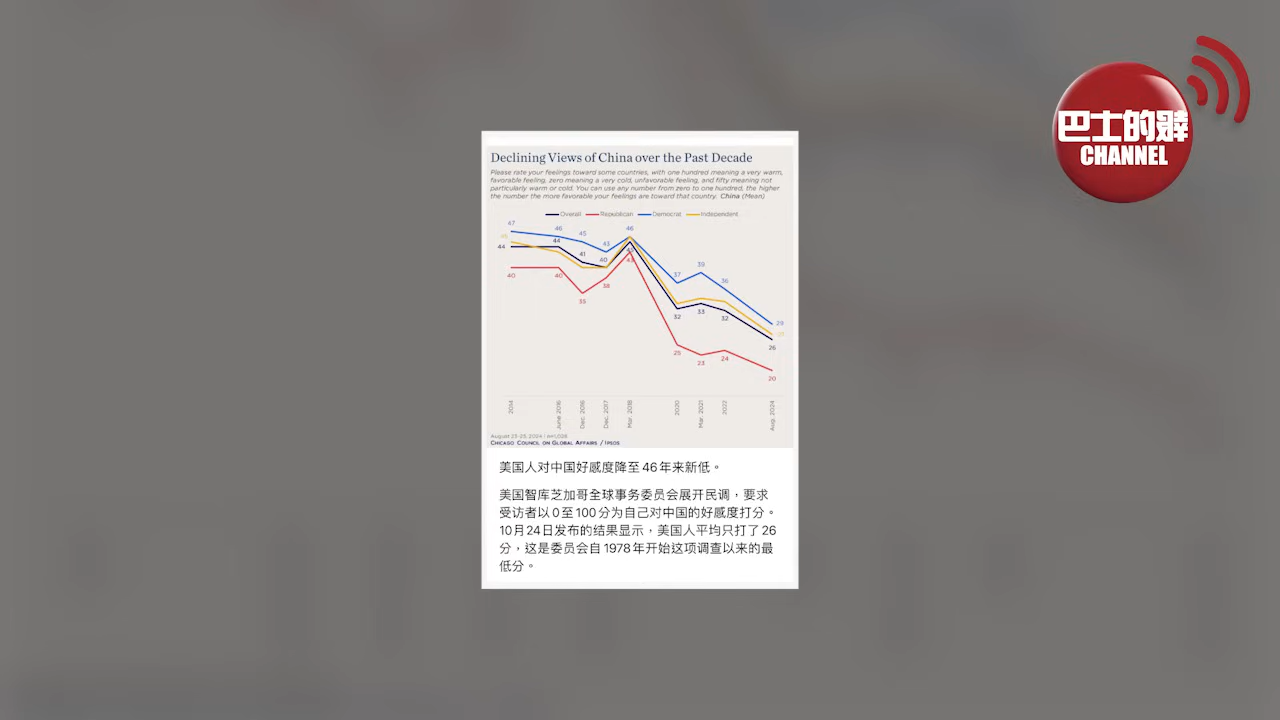 巴士的報
CHANNEL
Declining Views of China over the Past Decade
Please rate your feelings toward some countries, with one hundred meaning a very warm,
favorable feeling, zero meaning a very cold, unfavorable feeling, and fifty meaning not
particularly warm or cold. You can use any number from zero to one hundred, the higher
the number the more favorable your feelings are toward that country. China (Mean)
Overall Republican Democrat Independent
47 46 45 43 46 37 39 36 29
44 44 41 40 32 33 32 26
40 40 35 38 43 25 23 24 20
2014 June 2016 Dec. 2016 Dec. 2017 Mar. 2018 2020 Mar. 2021 2022 Aug. 2024
CHICAGO COUNCIL ON GLOBAL AFFAIRS / IPSOS
美国人对中国好感度降至46年来新低。
美国智库芝加哥全球事务委员会展开民调，要求
受访者以0至100分为自己对中国的好感度打分。
10月24日发布的结果显示，美国人平均只打了26
分，这是委员会自1978年开始这项调查以来的最
低分。